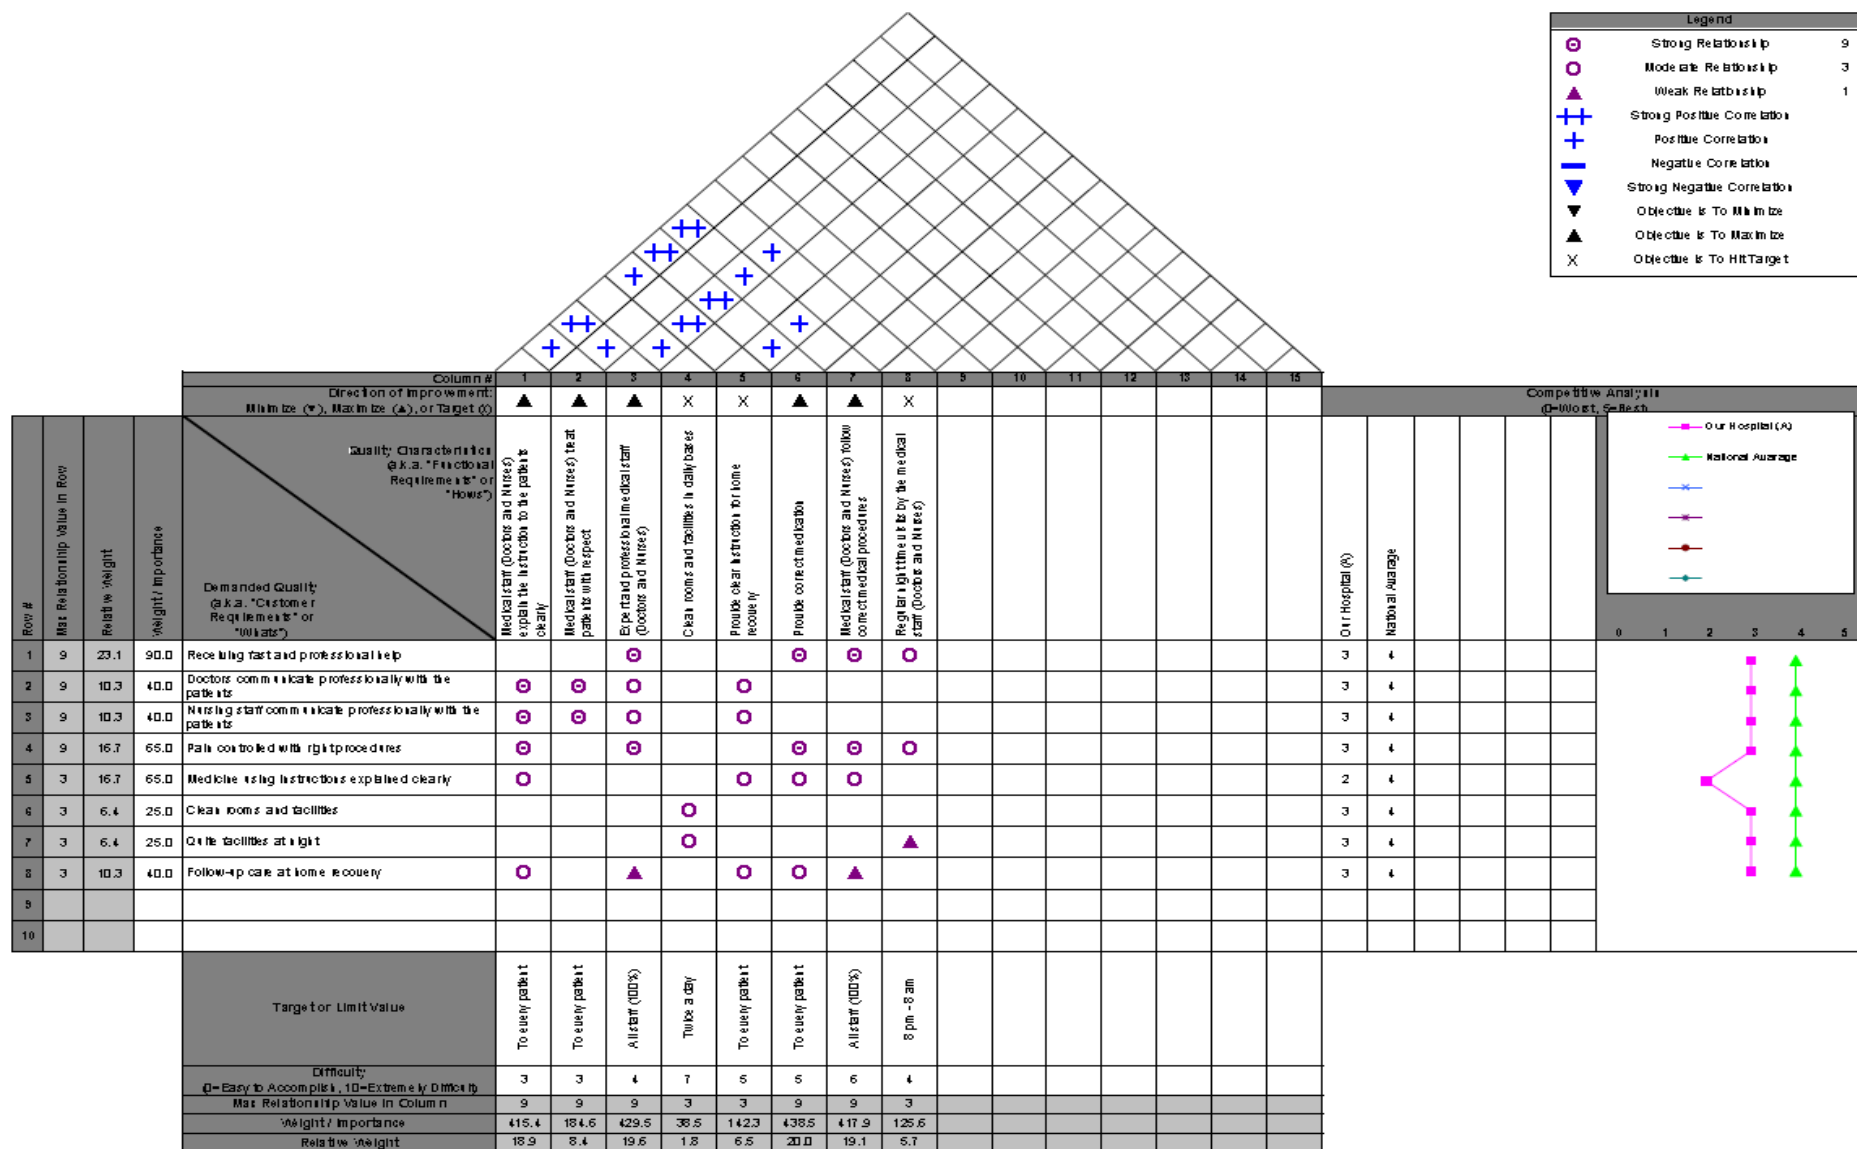 Legend
Strong Relationship 9
Moderate Relationship 3
Weak Relationship 1
Strong Positive Correlation
Positive Correlation
Negative Correlation
Strong Negative Correlation
Objective Is To Minimize
Objective Is To Maximize
X Objective Is To Hit Target
Column # 1 2 3 4 5 6 7 8 9 10 11 12 13 14 15
Direction of Improvement:
Minimize (▼), Maximize (▲), or Target (x)
▲ ▲ ▲ X X ▲ ▲ X
Competitive Analysis
(0=Worst, 5=Best)
Row #
Max Relationship Value in Row
Relative Weight
Weight / Importance
Quality Characteristics
(a.k.a. "Functional
Requirements" or
"Hows")
Demanded Quality
(a.k.a. "Customer
Requirements" or
"Whats")
Medical staff (Doctors and Nurses)
explain the instruction to the patients
clearly
Medical staff (Doctors and Nurses) treat
patients with respect
Expert and professional medical staff
(Doctors and Nurses)
Clean rooms and facilities in daily bases
Provide clear instruction for home
recovery
Provide correct medication
Medical staff (Doctors and Nurses) follow
correct medical procedures
Regular night time visits by the medical
staff (Doctors and Nurses)
Our Hospital (A)
National Avarage
Our Hospital (A)
National Avarage
0 1 2 3 4 5
1 9 23.1 90.0 Receiving fast and professional help 3 4
2 9 10.3 40.0 Doctors communicate professionally with the
patients 3 4
3 9 10.3 40.0 Nursing staff communicate professionally with the
patients 3 4
4 9 16.7 65.0 Pain controlled with right procedures 3 4
5 3 16.7 65.0 Medicine using instructions explained clearly 2 4
6 3 6.4 25.0 Clean rooms and facilities 3 4
7 3 6.4 25.0 Quite facilities at night 3 4
8 3 10.3 40.0 Follow-up care at home recovery 3 4
9
10
Target or Limit Value
To every patient
To every patient
All staff (100%)
Twice a day
To every patient
To every patient
All staff (100%)
8 pm - 8 am
Difficulty
(0=Easy to Accomplish, 10=Extremely Difficult)
3 3 4 7 5 5 6 4
Max Relationship Value in Column 9 9 9 3 3 9 9 3
Weight / Importance 415.4 184.6 429.5 38.5 142.3 438.5 417.9 125.6
Relative Weight 18.9 8.4 19.6 1.8 6.5 20.0 19.1 5.7